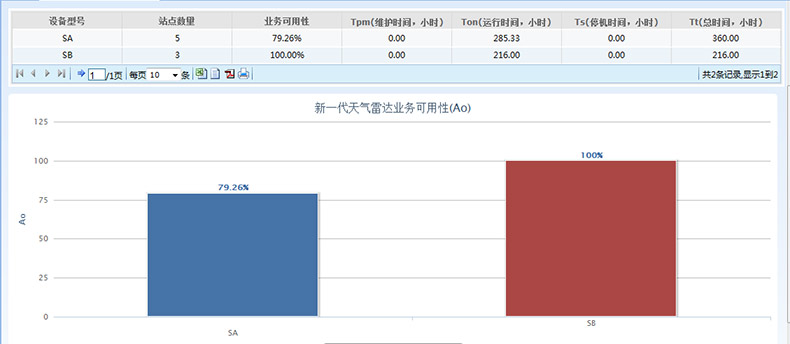 设备型号 站点数量 业务可用性 Tpm(维护时间，小时) Ton(运行时间，小时) Ts(停机时间，小时) Tt(总时间，小时)
SA 5 79.26% 0.00 285.33 0.00 360.00
SB 3 100.00% 0.00 216.00 0.00 216.00
1 /1页 每页 10 条 共2条记录,显示1到2
新一代天气雷达业务可用性(Ao)
125
100
75
50
25
0
Ao
79.26%
100%
SA
SB